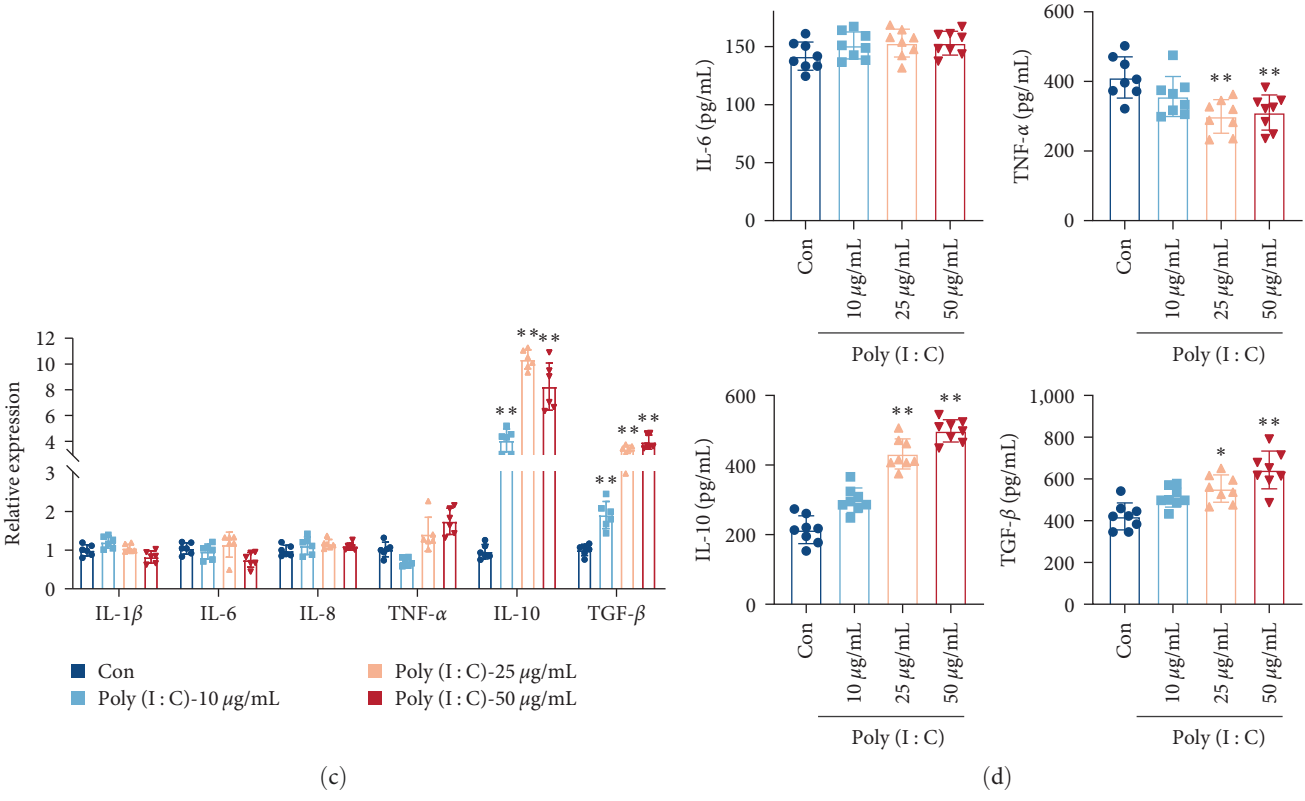 IL-6 (pg/mL)
150
100
50
0
Con
10 µg/mL
25 µg/mL
50 µg/mL
Poly (I : C)
TNF-α (pg/mL)
600
400
200
0
** **
Con
10 µg/mL
25 µg/mL
50 µg/mL
Poly (I : C)
Relative expression
12
10
8
6
4
3
2
1
0
** ** **
** ** **
IL-1β IL-6 IL-8 TNF-α IL-10 TGF-β
Con
Poly (I : C)-10 µg/mL
Poly (I : C)-25 µg/mL
Poly (I : C)-50 µg/mL
(c)
IL-10 (pg/mL)
600
400
200
0
** **
Con
10 µg/mL
25 µg/mL
50 µg/mL
Poly (I : C)
TGF-β (pg/mL)
1,000
800
600
400
200
0
* **
Con
10 µg/mL
25 µg/mL
50 µg/mL
Poly (I : C)
(d)